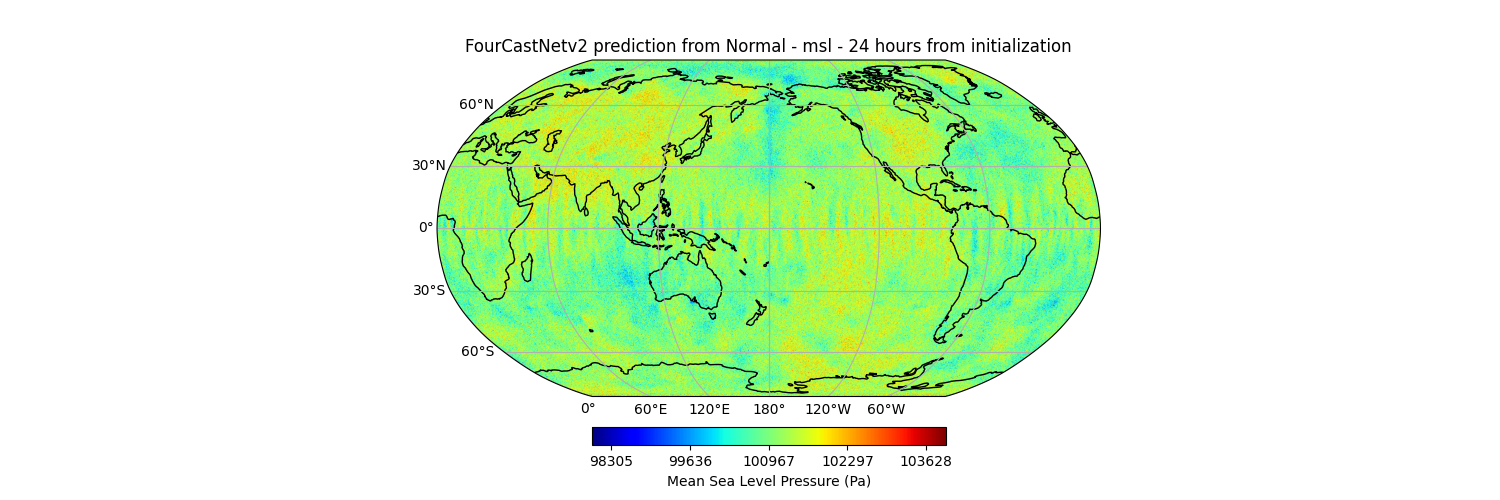 FourCastNetv2 prediction from Normal - msl - 24 hours from initialization
60°N
30°N
0°
30°S
60°S
0° 60°E 120°E 180° 120°W 60°W
98305 99636 100967 102297 103628
Mean Sea Level Pressure (Pa)